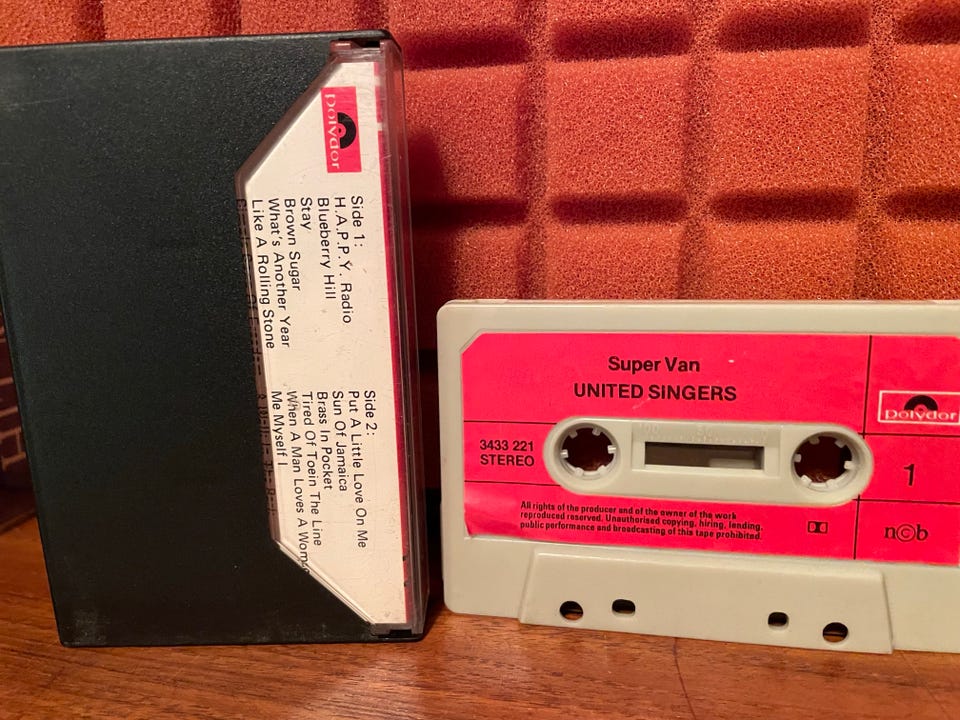 Polydor
Side 1:
H.A.P.P.Y. Radio
Blueberry Hill
Stay
Brown Sugar
What's Another Year
Like A Rolling Stone
Side 2:
Put A Little Love On Me
Sun Of Jamaica
Brass In Pocket
Tired Of Toein The Line
When A Man Loves A Woma
Me Myself I
Super Van
UNITED SINGERS
Polydor
3433 221
STEREO
1
All rights of the producer and of the owner of the work
reproduced reserved. Unauthorised copying, hiring, lending,
public performance and broadcasting of this tape prohibited.
n©b